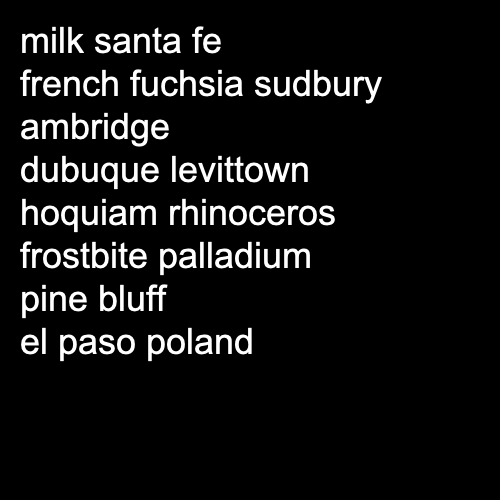 milk santa fe
french fuchsia sudbury
ambridge
dubuque levittown
hoquiam rhinoceros
frostbite palladium
pine bluff
el paso poland